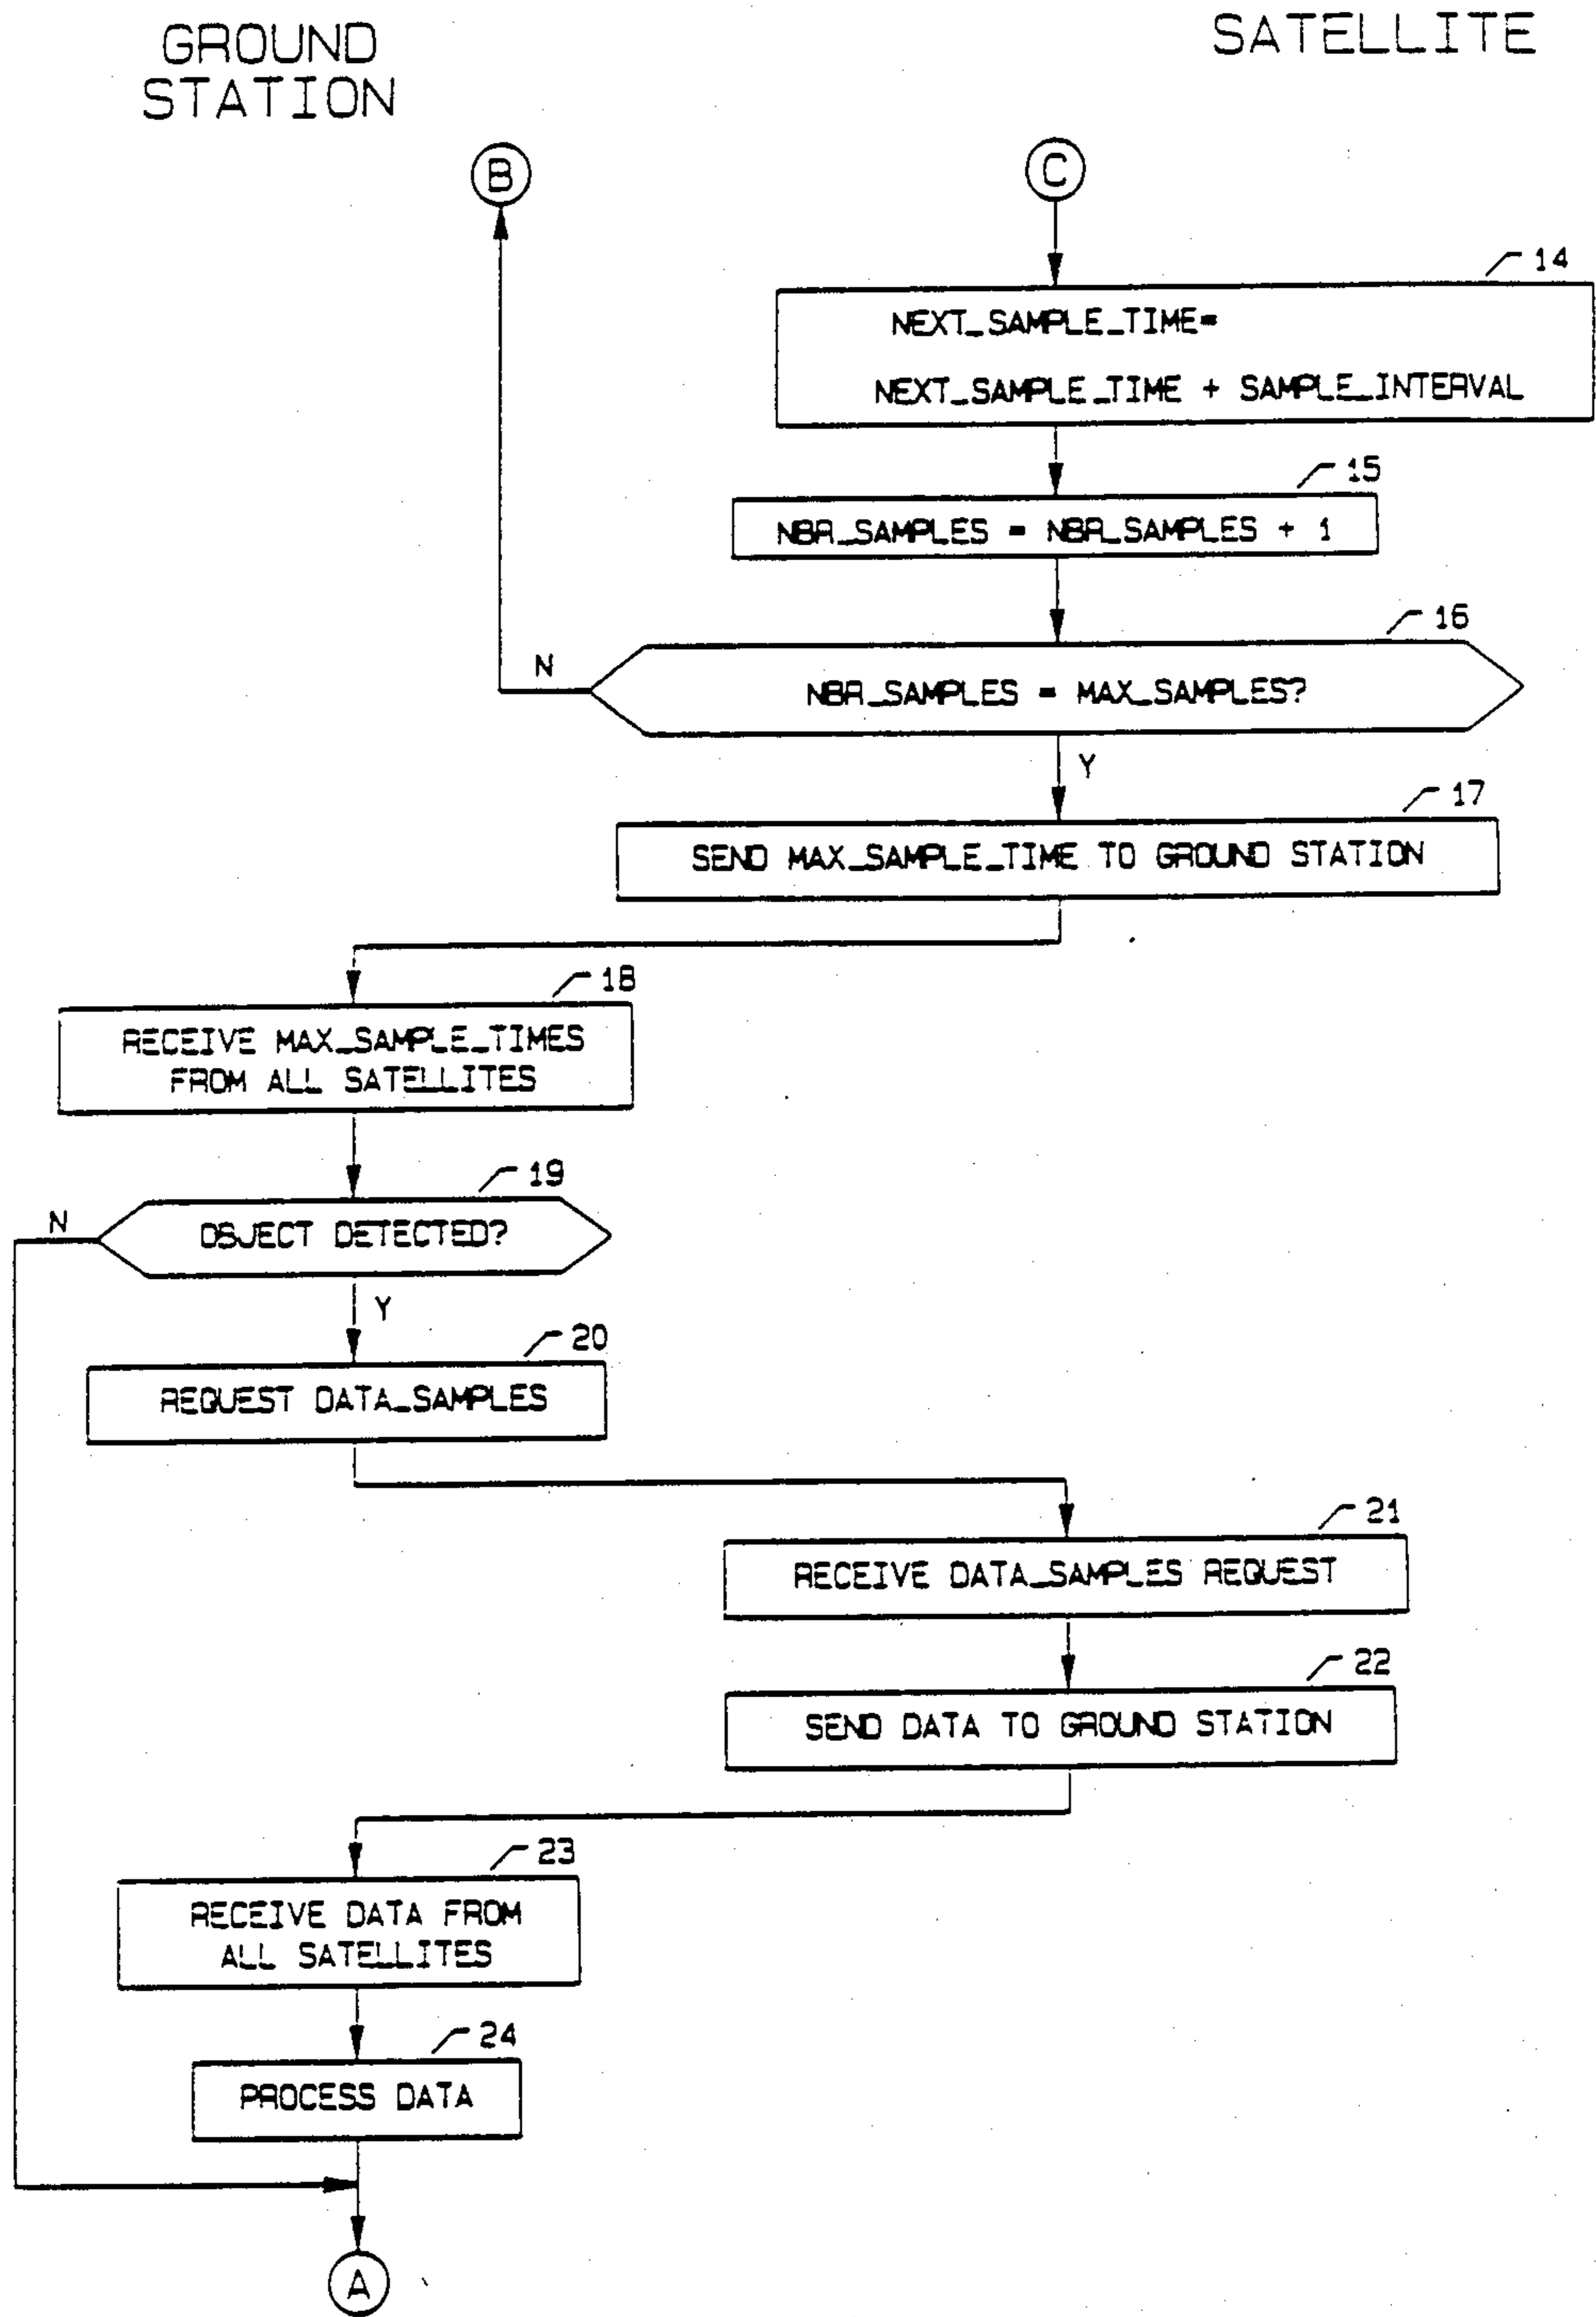 GROUND
STATION
SATELLITE
B
C
14
NEXT_SAMPLE_TIME=
NEXT_SAMPLE_TIME + SAMPLE_INTERVAL
15
NBR_SAMPLES = NBR_SAMPLES + 1
16
N
NBR_SAMPLES = MAX_SAMPLES?
Y
17
SEND MAX_SAMPLE_TIME TO GROUND STATION
18
RECEIVE MAX_SAMPLE_TIMES
FROM ALL SATELLITES
19
N
OBJECT DETECTED?
Y
20
REQUEST DATA_SAMPLES
21
RECEIVE DATA_SAMPLES REQUEST
22
SEND DATA TO GROUND STATION
23
RECEIVE DATA FROM
ALL SATELLITES
24
PROCESS DATA
A